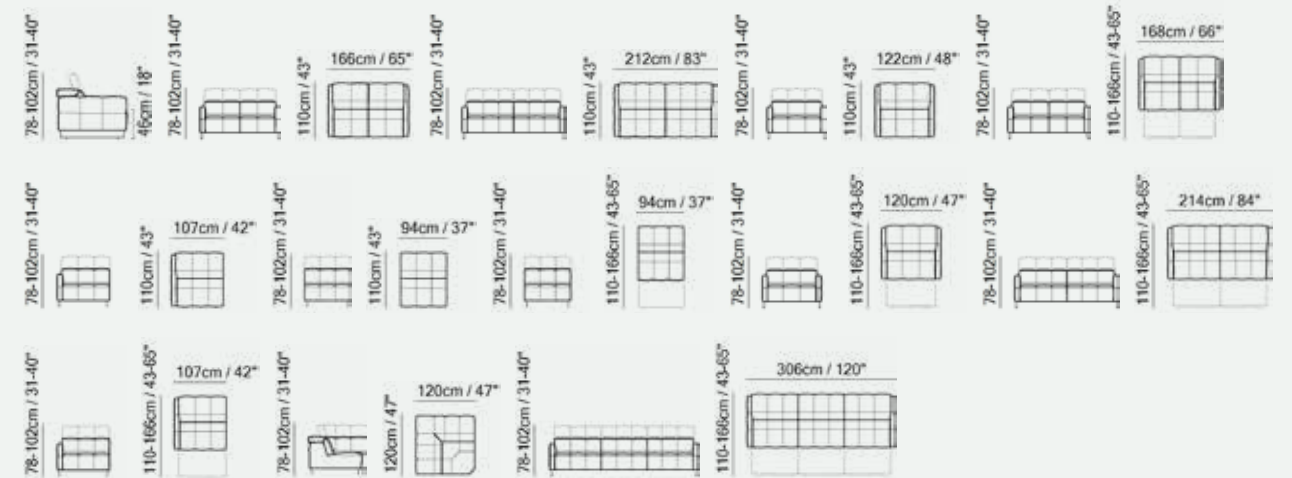 78-102cm / 31-40"
46cm / 18"
78-102cm / 31-40"
110cm / 43"
166cm / 65"
78-102cm / 31-40"
110cm / 43"
212cm / 83"
78-102cm / 31-40"
110cm / 43"
122cm / 48"
78-102cm / 31-40"
110-166cm / 43-65"
168cm / 66"
78-102cm / 31-40"
110cm / 43"
107cm / 42"
78-102cm / 31-40"
110cm / 43"
94cm / 37"
78-102cm / 31-40"
110-166cm / 43-65"
94cm / 37"
78-102cm / 31-40"
110-166cm / 43-65"
120cm / 47"
78-102cm / 31-40"
110-166cm / 43-65"
214cm / 84"
78-102cm / 31-40"
110-166cm / 43-65"
107cm / 42"
78-102cm / 31-40"
120cm / 47"
120cm / 47"
78-102cm / 31-40"
110-166cm / 43-65"
306cm / 120"